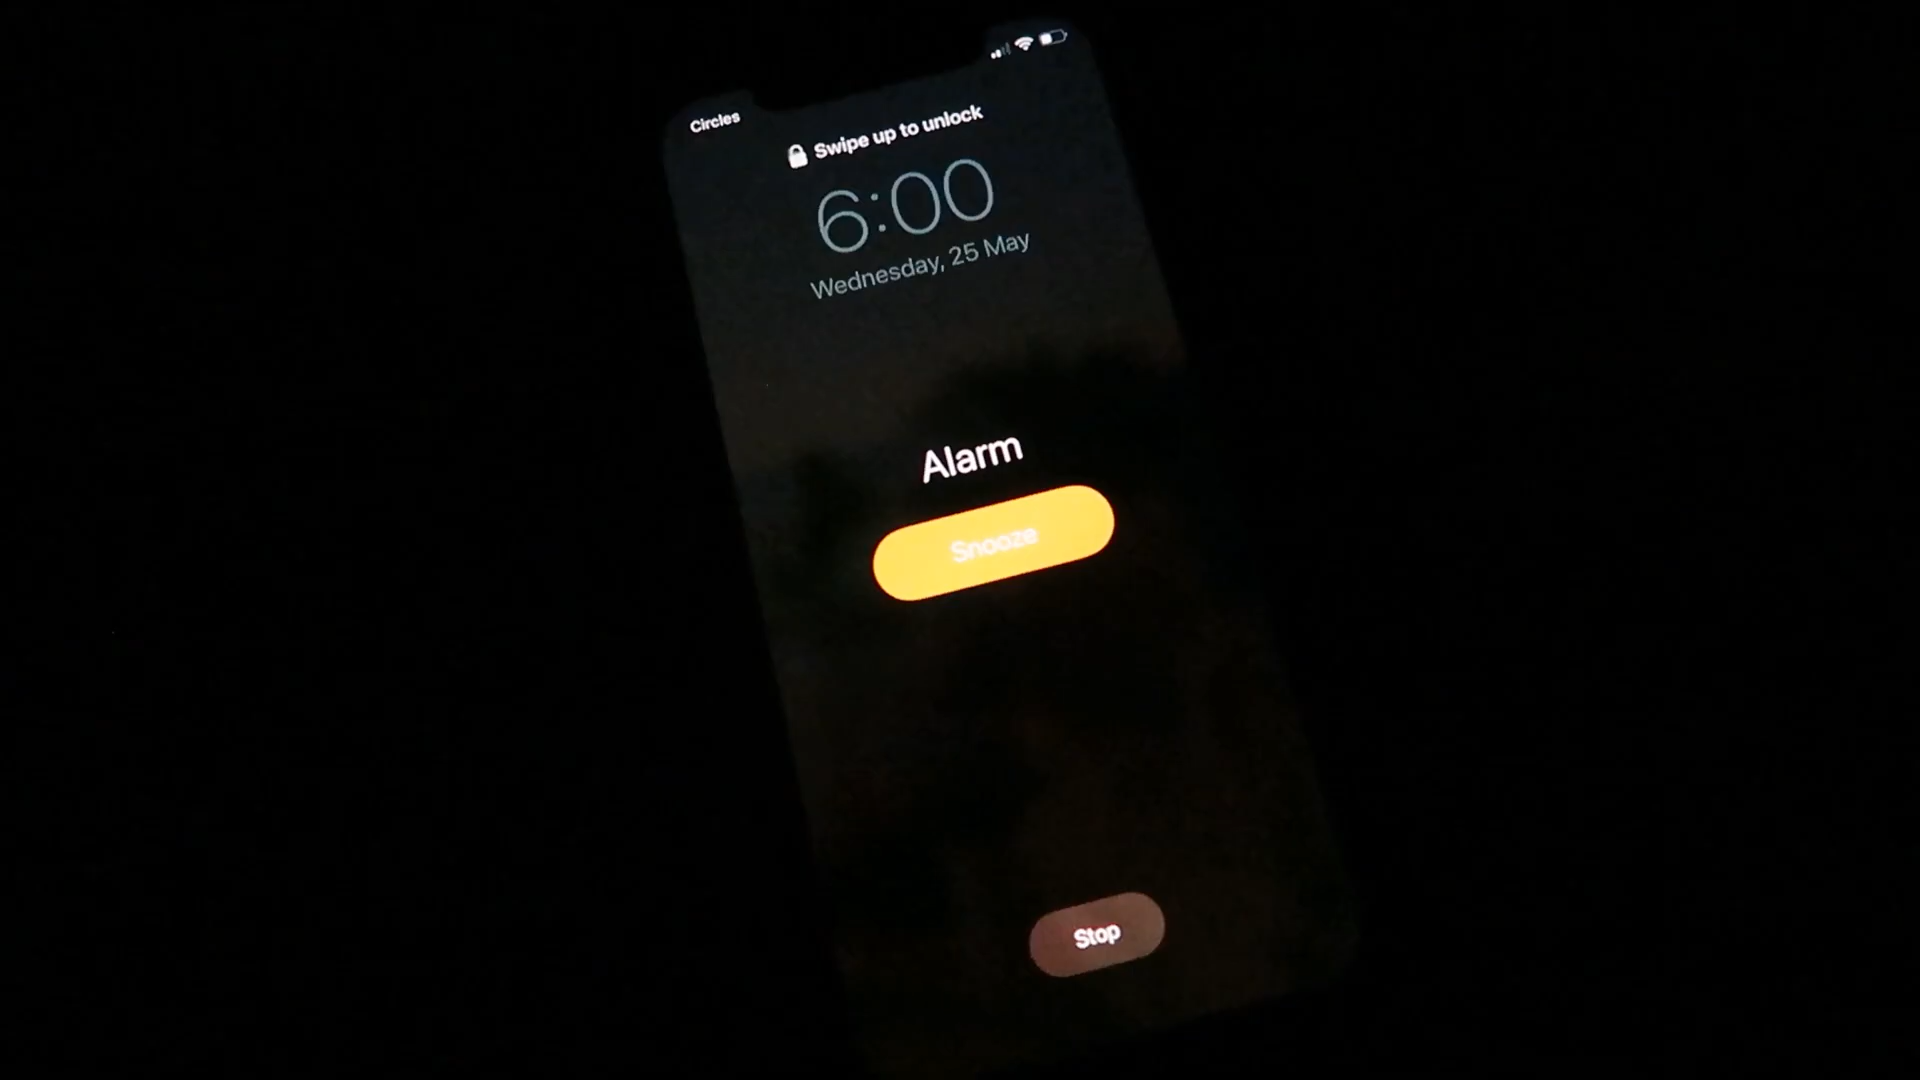 Circles
Swipe up to unlock
6:00
Wednesday, 25 May
Alarm
Snooze
Stop